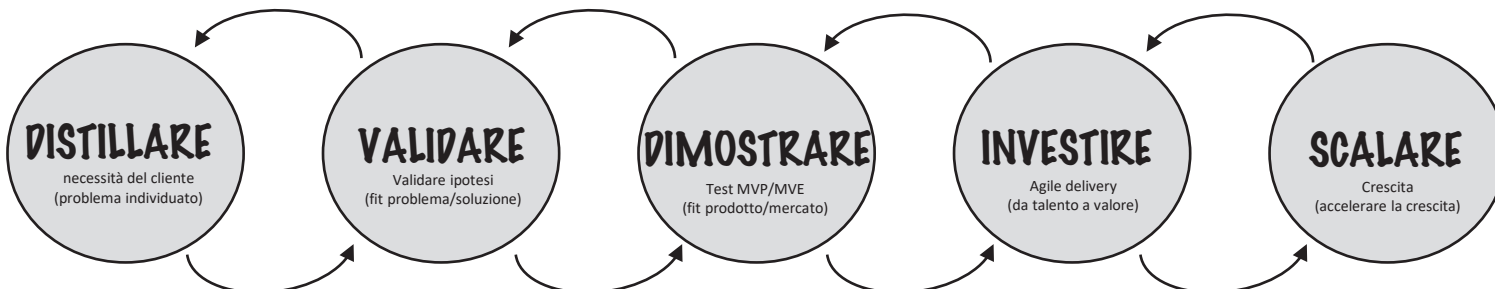 DISTILLARE
necessità del cliente
(problema individuato)
VALIDARE
Validare ipotesi
(fit problema/soluzione)
DIMOSTRARE
Test MVP/MVE
(fit prodotto/mercato)
INVESTIRE
Agile delivery
(da talento a valore)
SCALARE
Crescita
(accelerare la crescita)